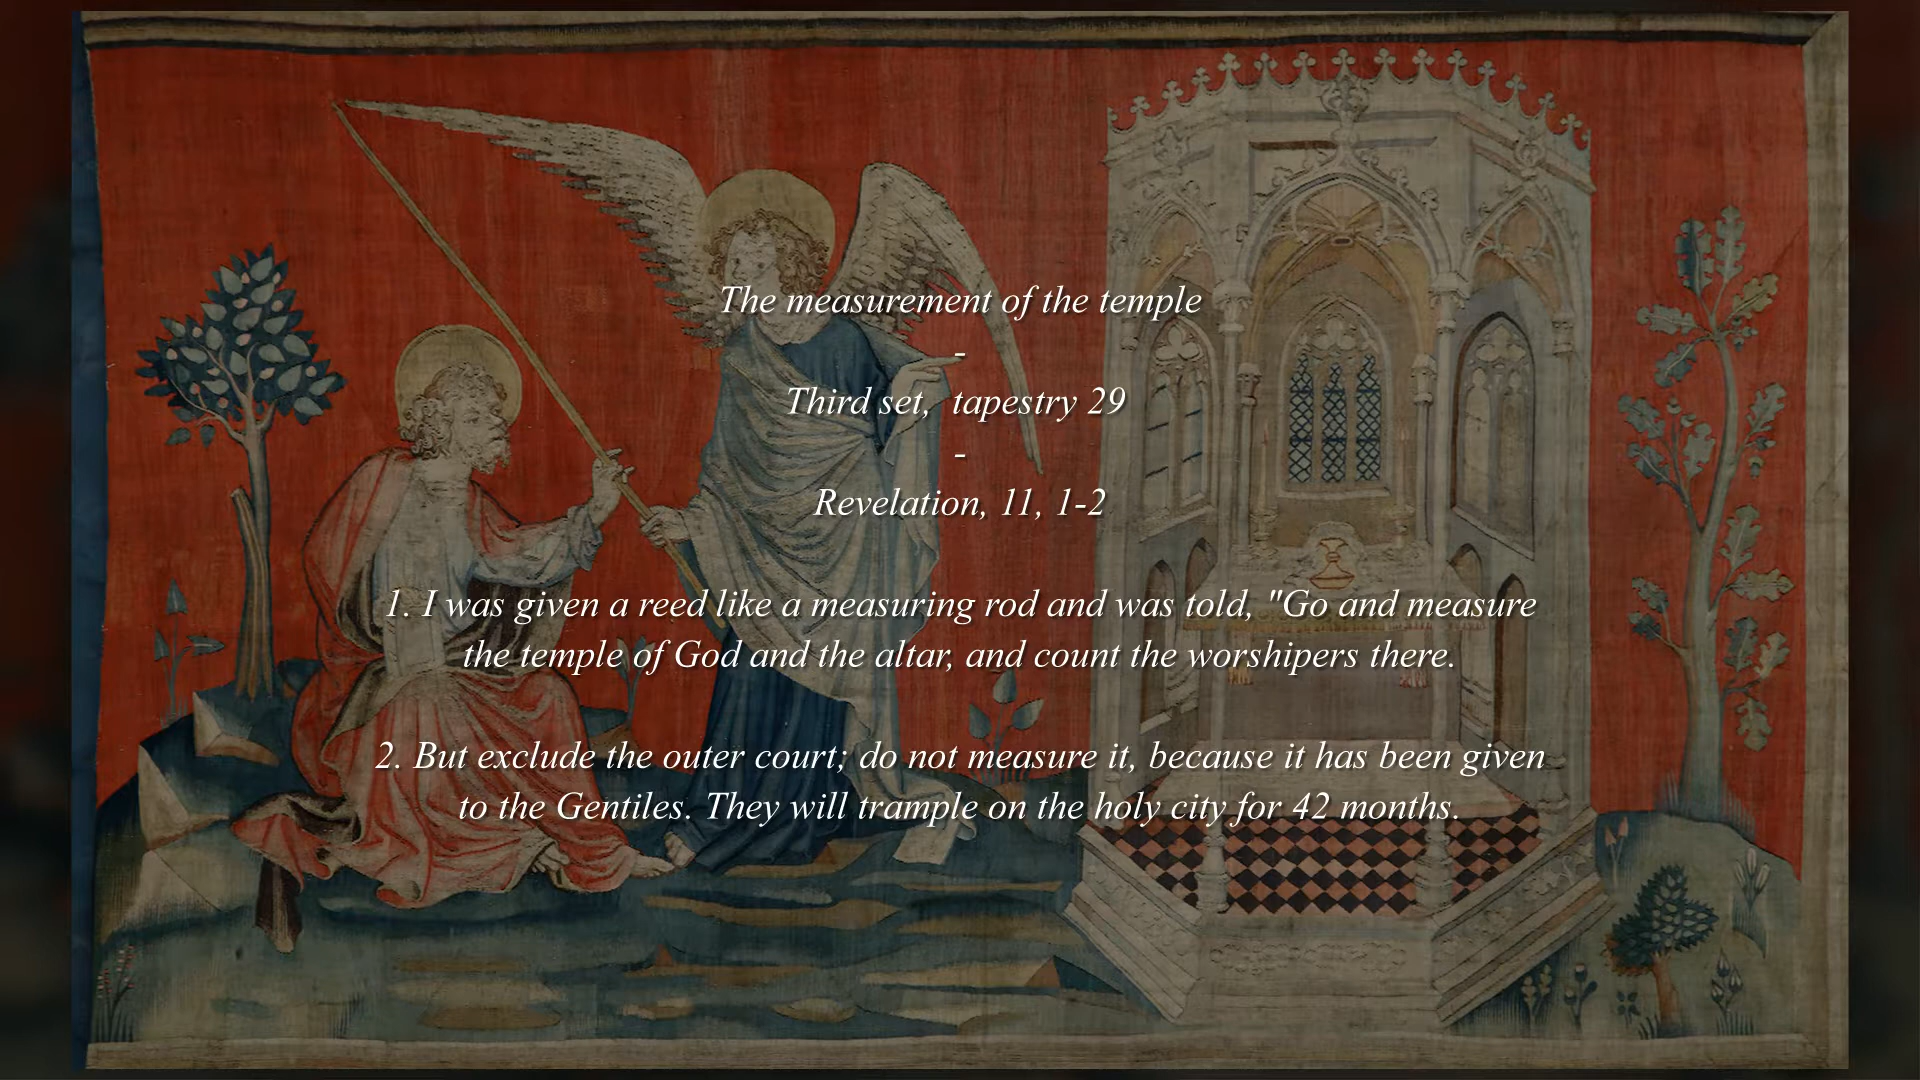 The measurement of the temple
-
Third set,  tapestry 29
-
Revelation, 11, 1-2
1. I was given a reed like a measuring rod and was told, "Go and measure
the temple of God and the altar, and count the worshipers there.
2. But exclude the outer court; do not measure it, because it has been given
to the Gentiles. They will trample on the holy city for 42 months.